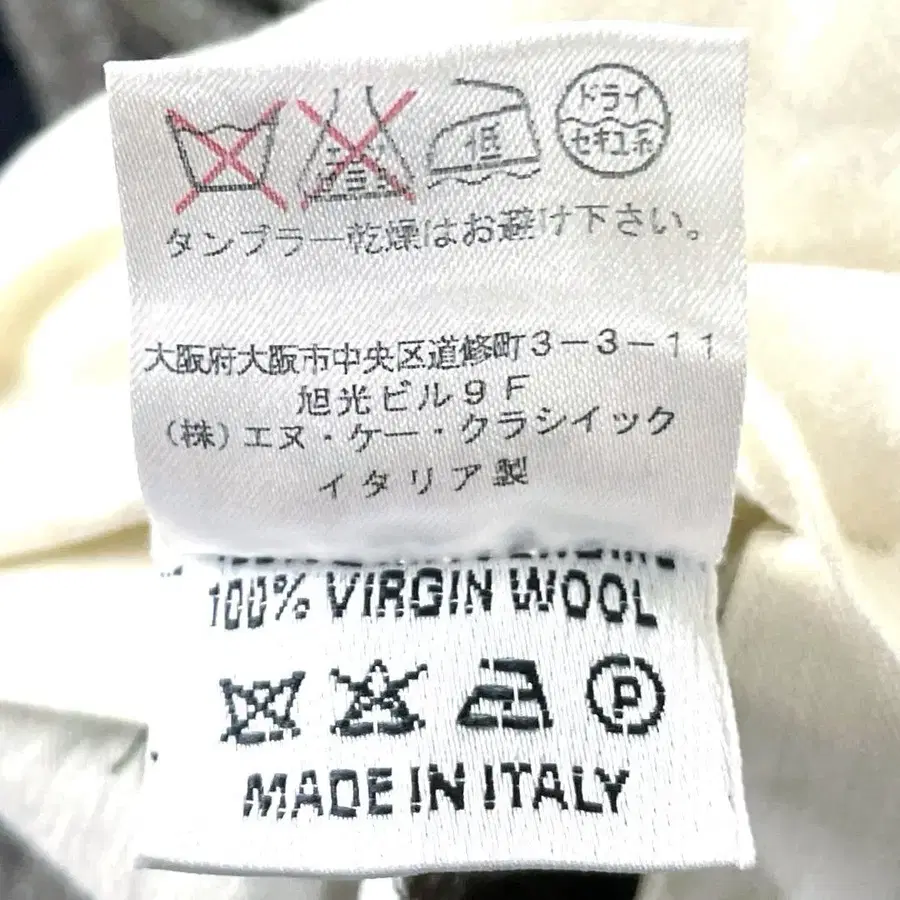 低
ドライ
セキユ系
タンブラー乾燥はお避け下さい。
大阪府大阪市中央区道修町3-3-11
旭光ビル9F
(株)エヌ・ケー・クラシイック
イタリア製
100% VIRGIN WOOL
P
MADE IN ITALY